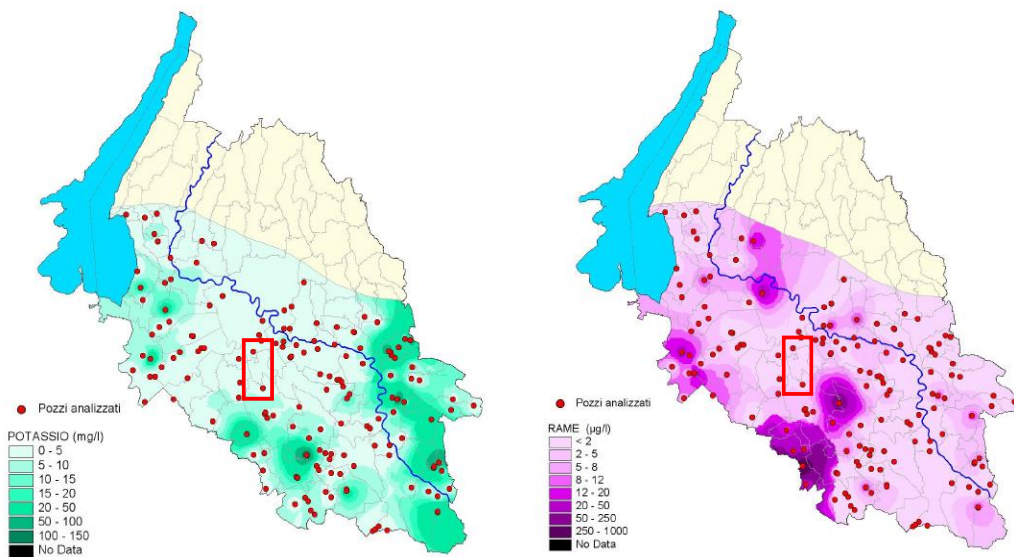 Pozzi analizzati
POTASSIO (mg/l)
0 - 5
5 - 10
10 - 15
15 - 20
20 - 50
50 - 100
100 - 150
No Data
Pozzi analizzati
RAME (µg/l)
< 2
2 - 5
5 - 8
8 - 12
12 - 20
20 - 50
50 - 250
250 - 1000
No Data